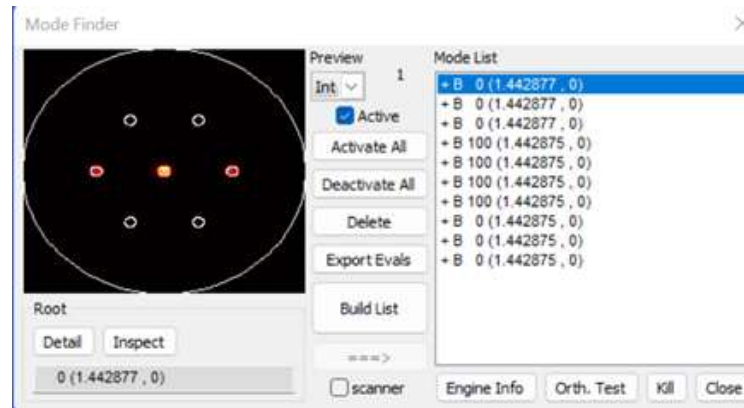 Mode Finder
Preview
Int
1
Active
Activate All
Deactivate All
Delete
Export Evals
Build List
===>
scanner
Mode List
+ B 0 (1.442877 , 0)
+ B 0 (1.442877 , 0)
+ B 0 (1.442877 , 0)
+ B 100 (1.442875 , 0)
+ B 100 (1.442875 , 0)
+ B 100 (1.442875 , 0)
+ B 100 (1.442875 , 0)
+ B 0 (1.442875 , 0)
+ B 0 (1.442875 , 0)
+ B 0 (1.442875 , 0)
Root
Detail Inspect
0 (1.442877 , 0)
Engine Info Orth. Test Kill Close